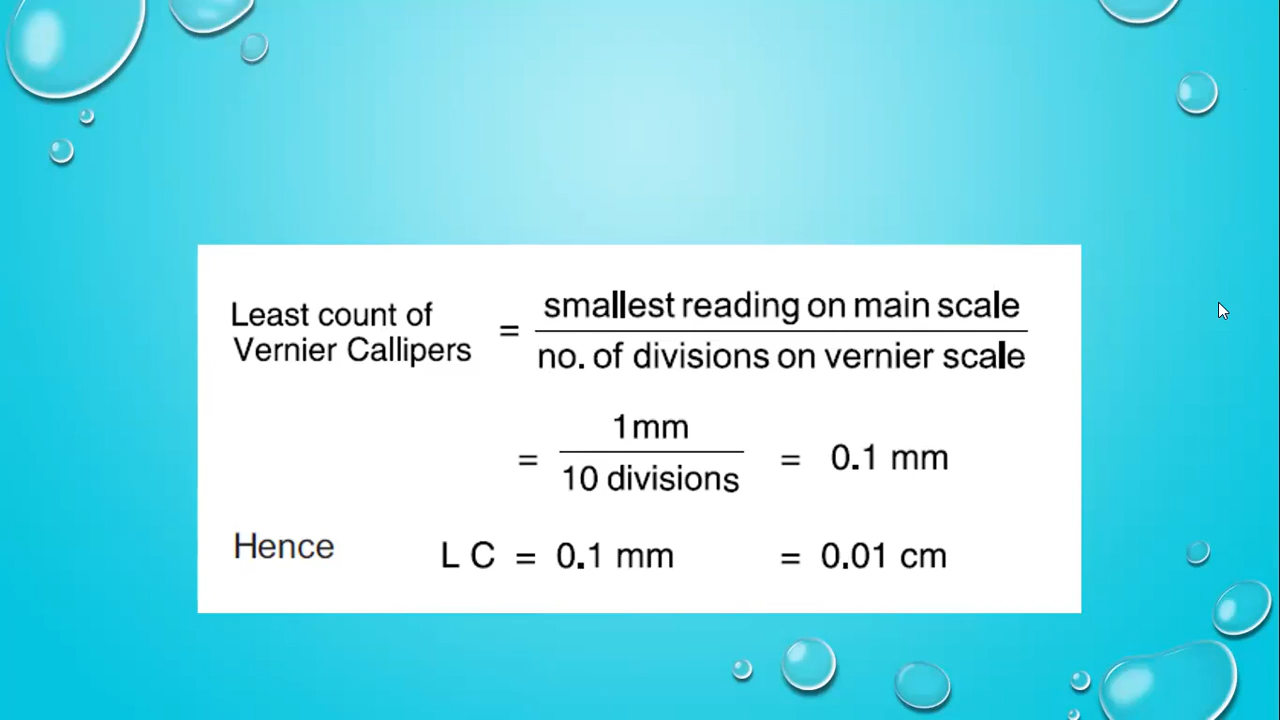 Least count of
Vernier Callipers
= smallest reading on main scale
no. of divisions on vernier scale
= 1mm
10 divisions
= 0.1 mm
Hence L C = 0.1 mm = 0.01 cm